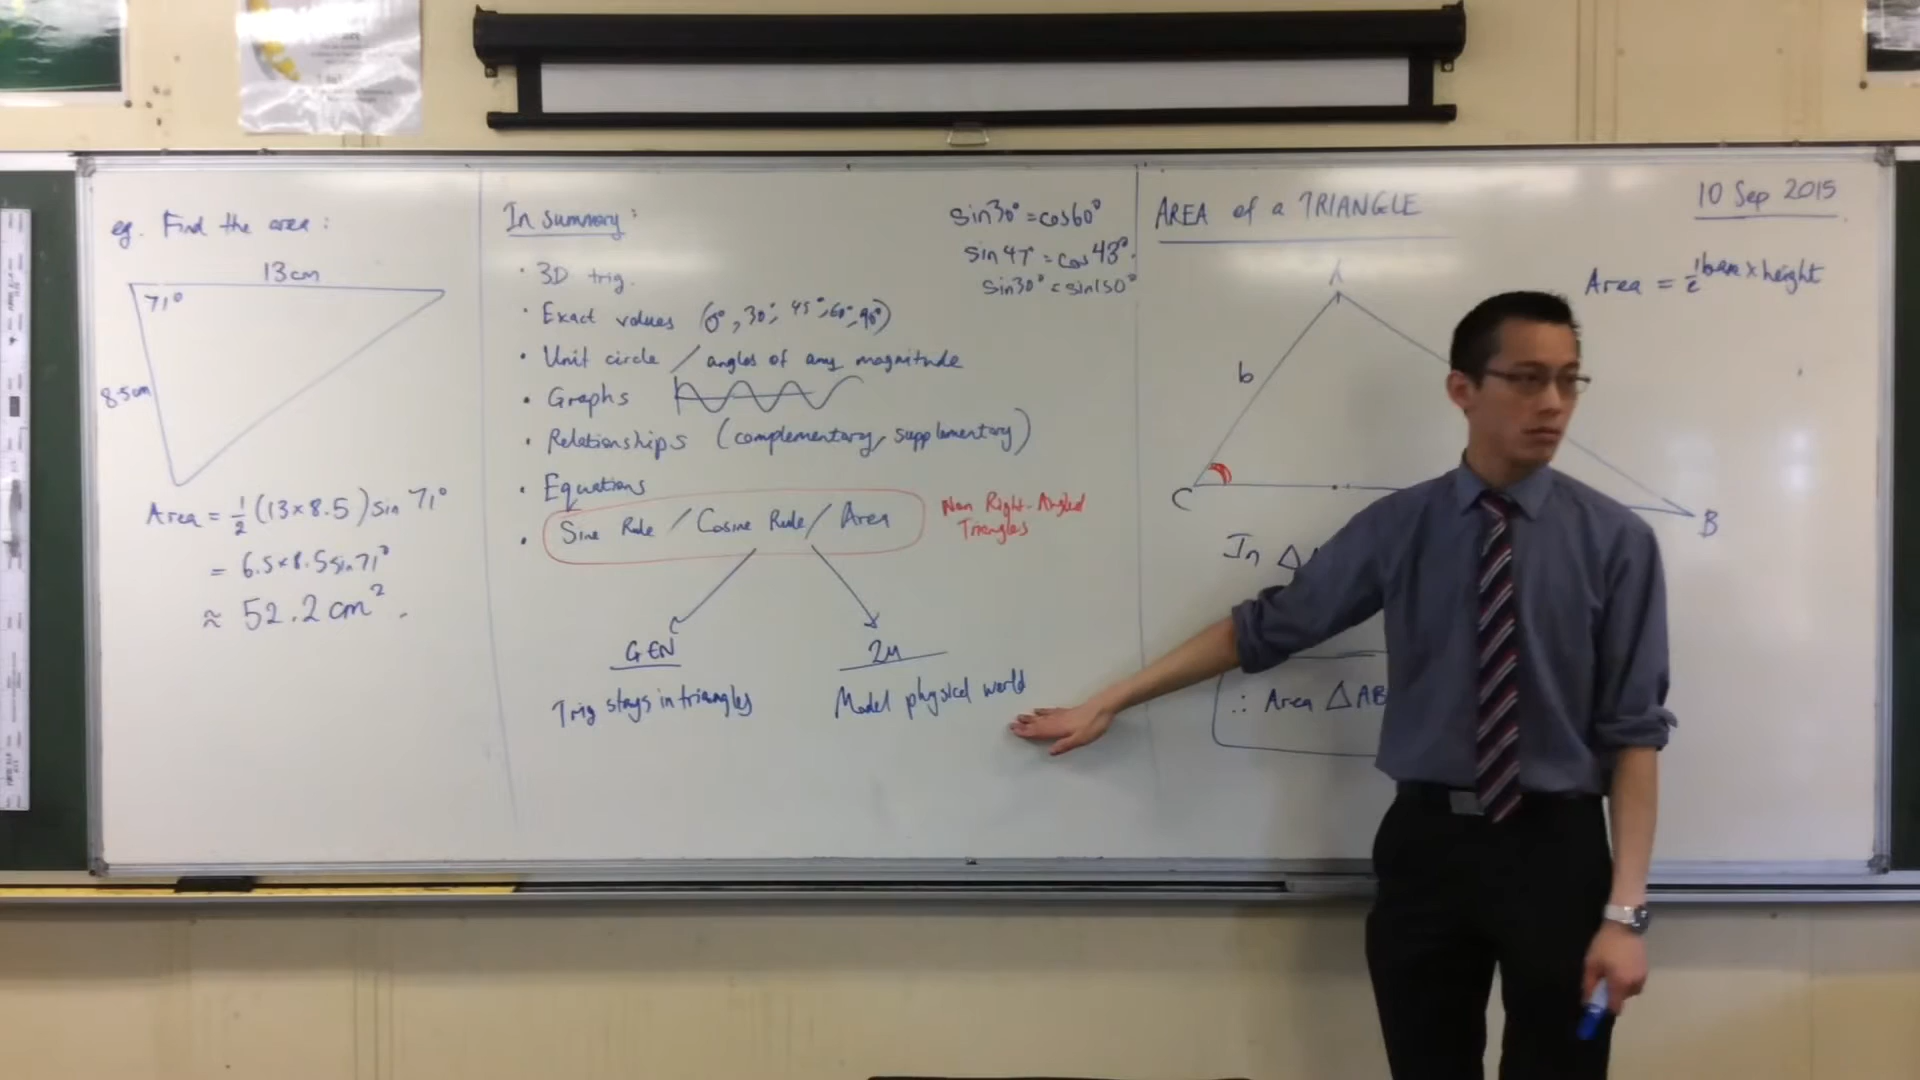 eg. Find the area :
13cm
71°
8.5cm
Area = 1/2 (13×8.5) sin 71°
= 6.5×8.5 sin 71°
≈ 52.2 cm² .
In summary :
· 3D trig.
· Exact values (0°, 30°, 45°, 60°, 90°)
· Unit circle / angles of any magnitude
· Graphs
· Relationships (complementary, supplementary)
· Equations
· Sine Rule / Cosine Rule / Area
Non Right-Angled
Triangles
GEN
Trig stays in triangles
2U
Model physical world
sin30° = cos60°
sin47° = cos43°
sin30° = sin150°
AREA of a TRIANGLE
10 Sep 2015
Area = 1/2 base × height
A
b
C
B
In △
∴ Area △AB